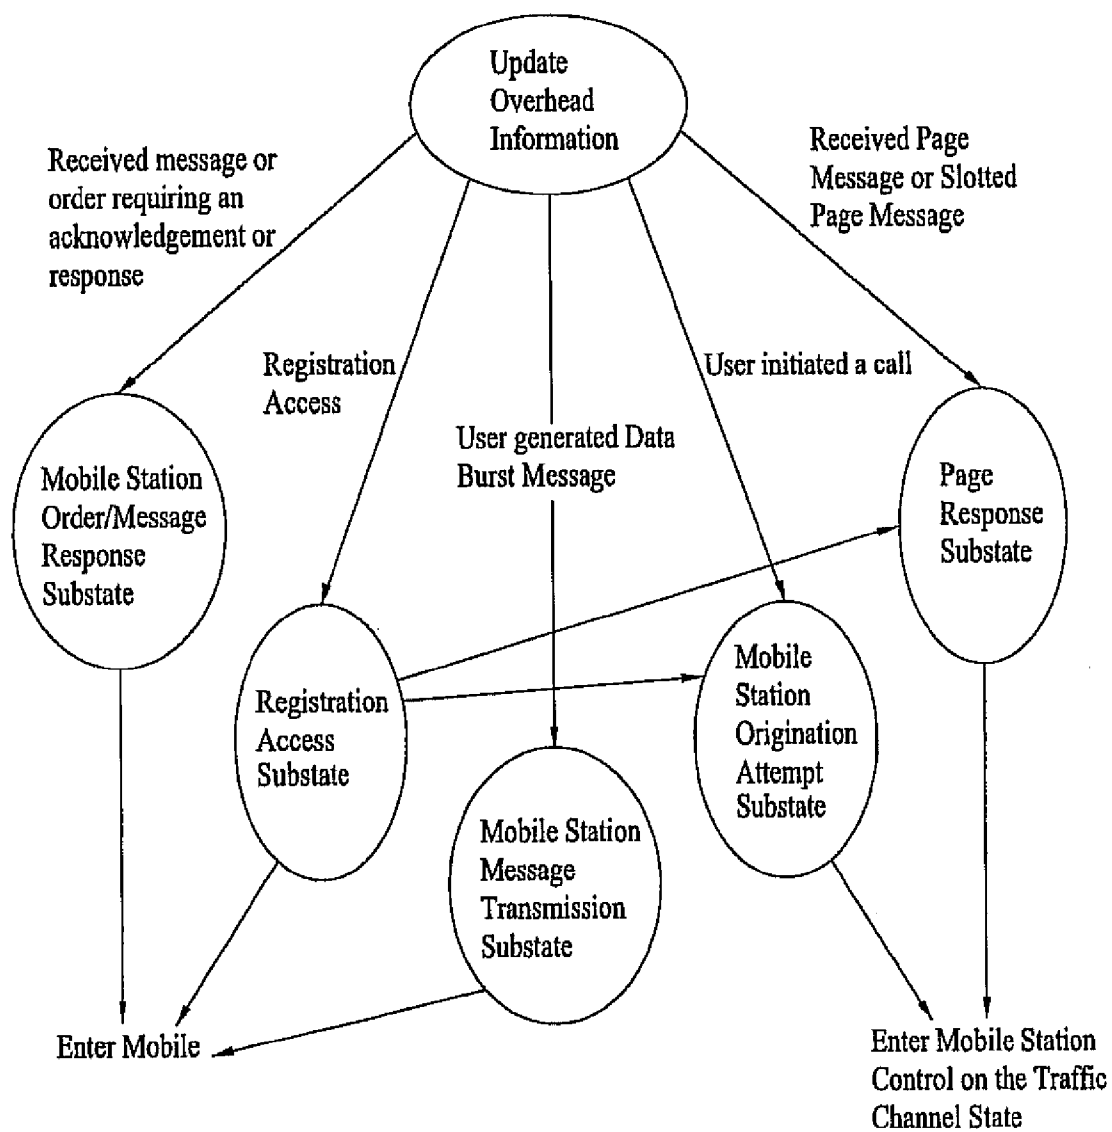 Update
Overhead
Information
Received message or
order requiring an
acknowledgement or
response
Received Page
Message or Slotted
Page Message
Registration
Access
User initiated a call
User generated Data
Burst Message
Mobile Station
Order/Message
Response
Substate
Page
Response
Substate
Registration
Access
Substate
Mobile
Station
Origination
Attempt
Substate
Mobile Station
Message
Transmission
Substate
Enter Mobile
Enter Mobile Station
Control on the Traffic
Channel State